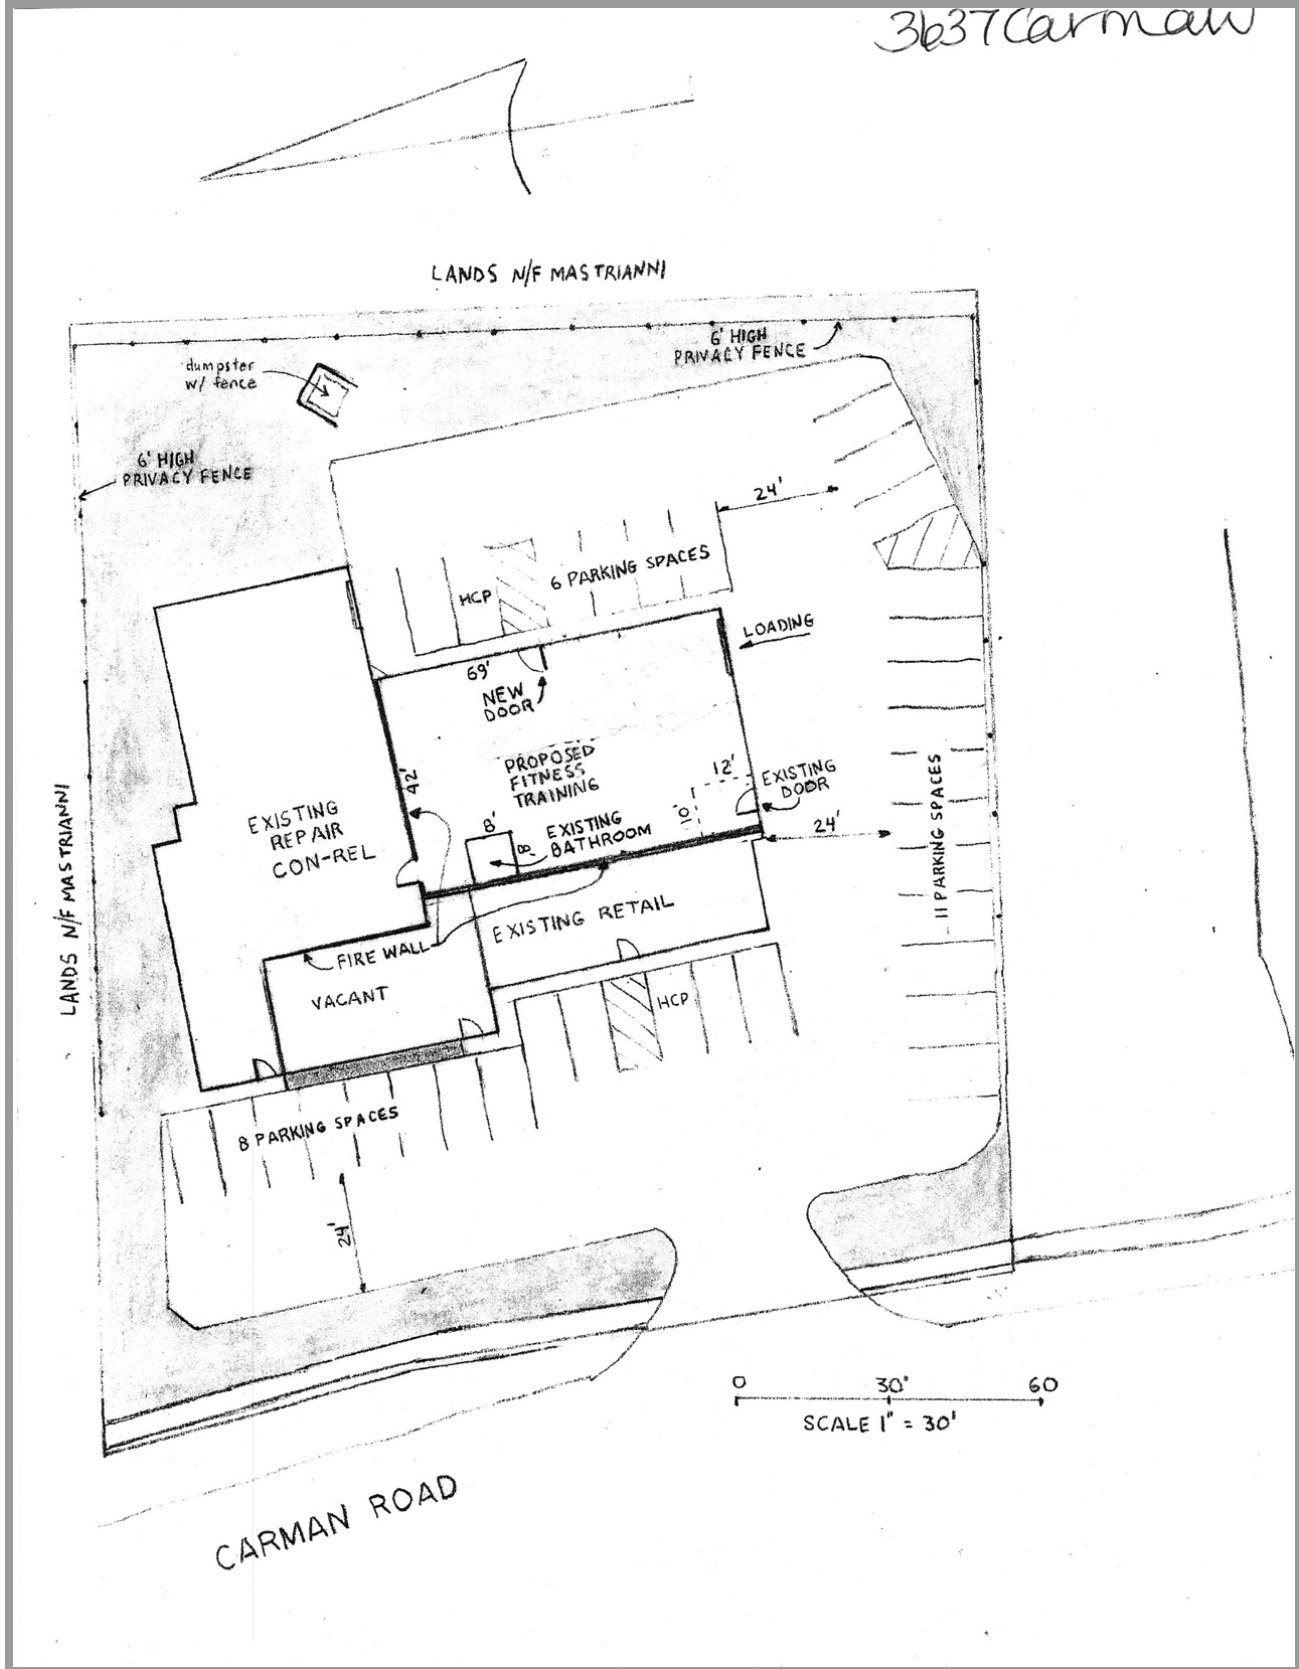 3637 Carman
LANDS N/F MASTRIANNI
6' HIGH
PRIVACY FENCE
dumpster
w/ fence
6' HIGH
PRIVACY FENCE
24'
HCP
6 PARKING SPACES
LOADING
69'
NEW
DOOR
42'
PROPOSED
FITNESS
TRAINING
12'
10'
EXISTING
DOOR
24'
11 PARKING SPACES
8'
8'
EXISTING
BATHROOM
EXISTING
REPAIR
CON-REL
EXISTING RETAIL
FIRE WALL
VACANT
HCP
LANDS N/F MASTRIANNI
8 PARKING SPACES
24'
0 30' 60
SCALE 1" = 30'
CARMAN ROAD